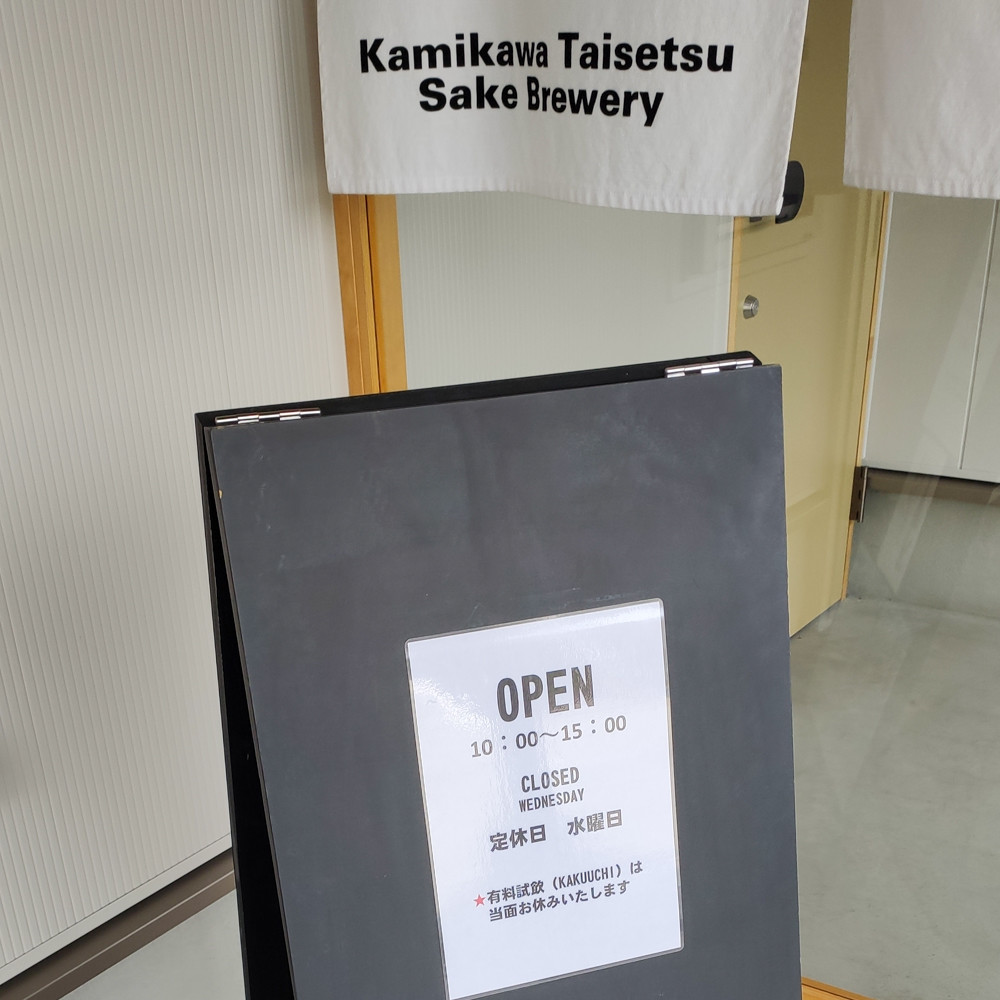 Kamikawa Taisetsu
Sake Brewery
OPEN
10：00～15：00
CLOSED
WEDNESDAY
定休日　水曜日
★有料試飲（KAKUUCHI）は
当面お休みいたします